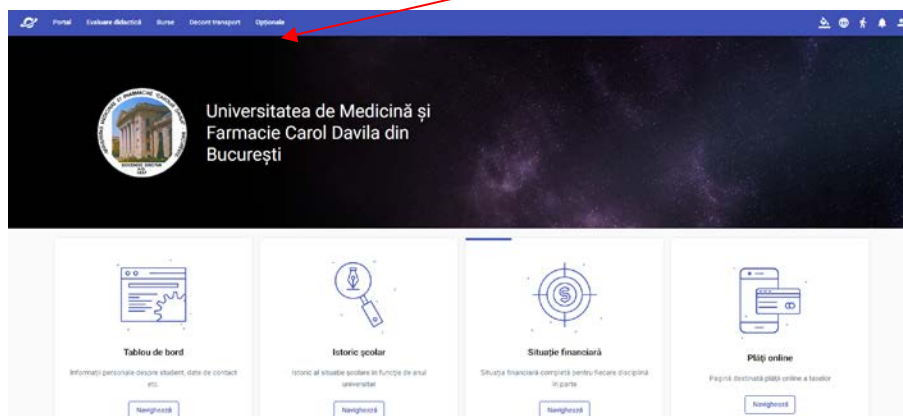 Portal Evaluare didactică Burse Decont transport Opționale
Universitatea de Medicină și
Farmacie Carol Davila din
București
Tablou de bord
Informații personale despre student, date de contact
etc.
Navighează
Istoric școlar
Istoric al situație școlare în funcție de anul
universitar
Navighează
Situație financiară
Situația financiară completă pentru fiecare disciplină
în parte
Navighează
Plăți online
Pagină destinată plății online a taxelor
Navighează